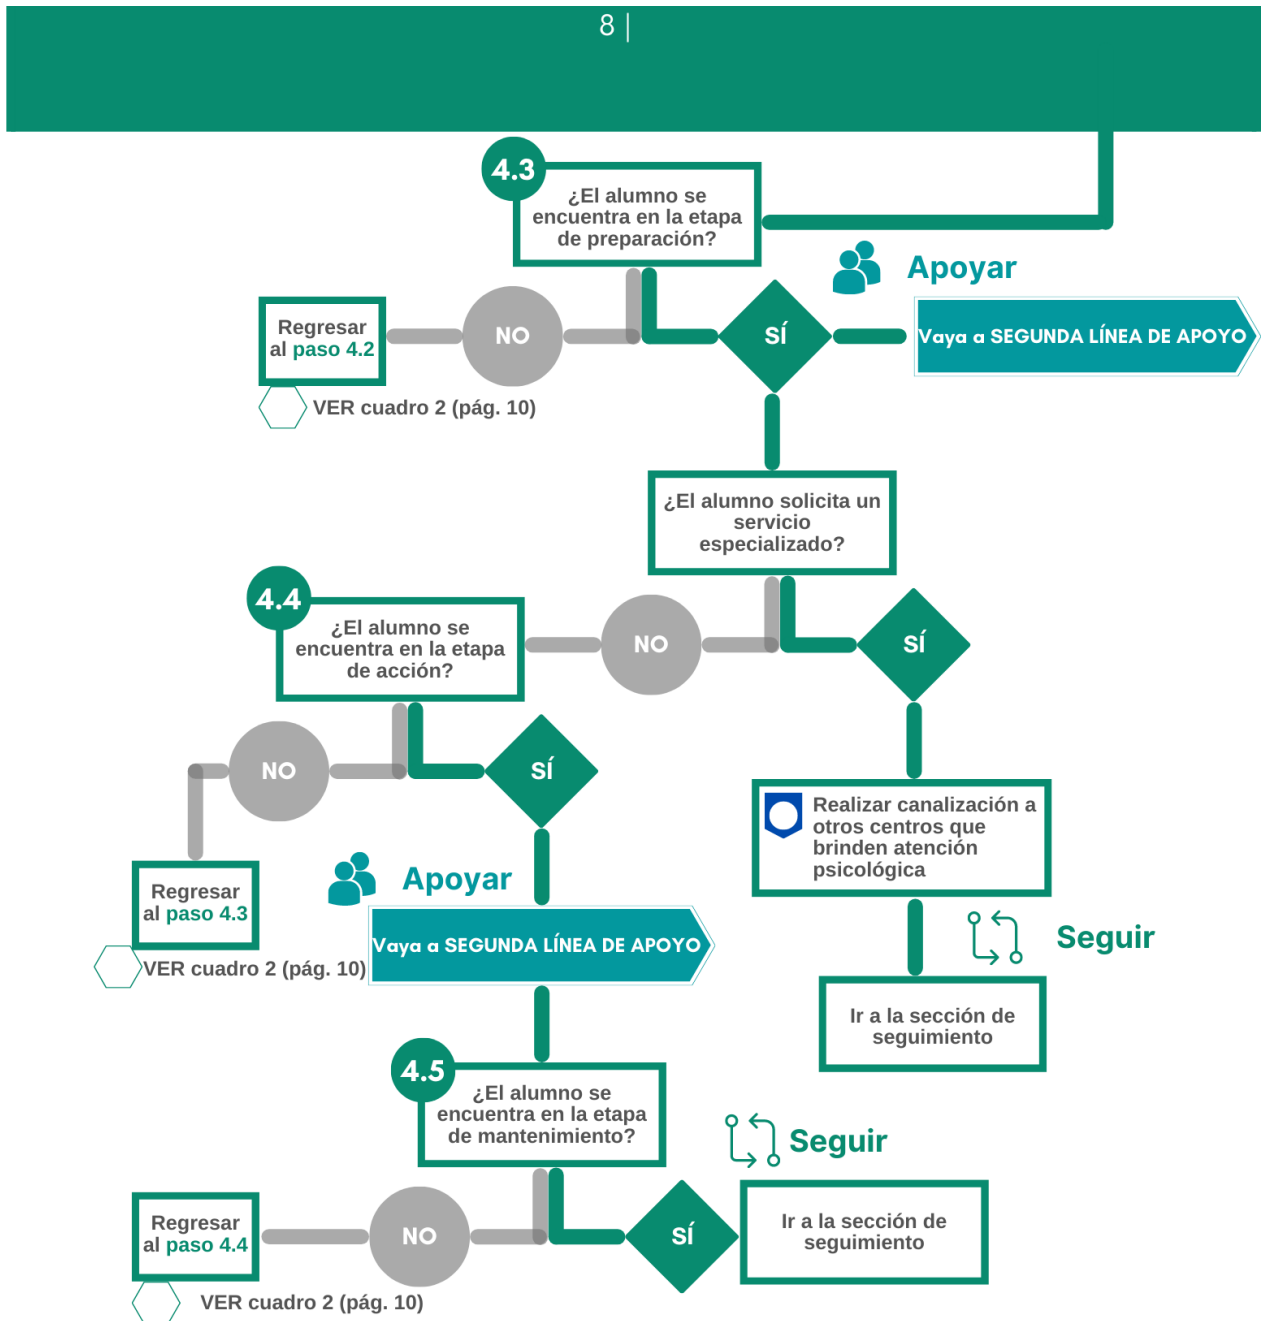 8 |
4.3
¿El alumno se
encuentra en la etapa
de preparación?
Apoyar
Regresar
al paso 4.2
NO
SÍ
Vaya a SEGUNDA LÍNEA DE APOYO
VER cuadro 2 (pág. 10)
¿El alumno solicita un
servicio
especializado?
4.4
¿El alumno se
encuentra en la etapa
de acción?
NO
SÍ
NO
SÍ
Realizar canalización a
otros centros que
brinden atención
psicológica
Regresar
al paso 4.3
Apoyar
VER cuadro 2 (pág. 10)
Vaya a SEGUNDA LÍNEA DE APOYO
Seguir
Ir a la sección de
seguimiento
4.5
¿El alumno se
encuentra en la etapa
de mantenimiento?
Seguir
Regresar
al paso 4.4
NO
SÍ
Ir a la sección de
seguimiento
VER cuadro 2 (pág. 10)